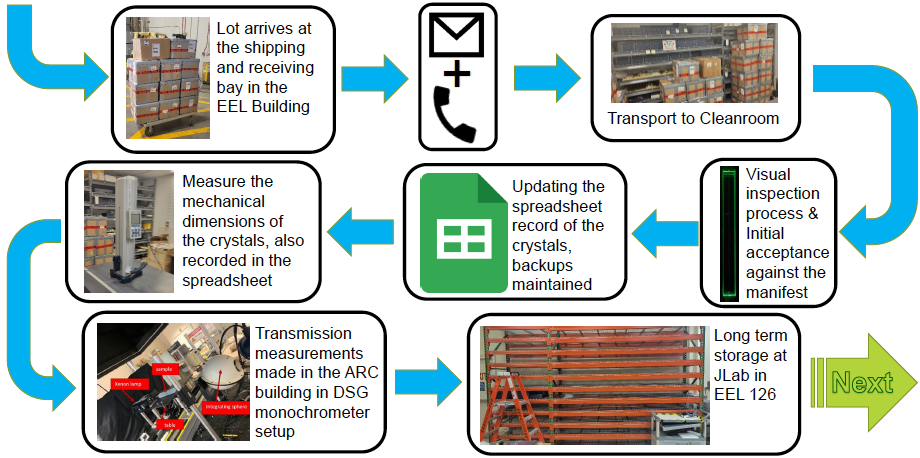 Lot arrives at
the shipping
and receiving
bay in the
EEL Building
+
Transport to Cleanroom
Visual
inspection
process &
Initial
acceptance
against the
manifest
Updating the
spreadsheet
record of the
crystals,
backups
maintained
Measure the
mechanical
dimensions of
the crystals, also
recorded in the
spreadsheet
sample
Xenon lamp
Integrating sphere
table
Transmission
measurements
made in the ARC
building in DSG
monochrometer
setup
Long term
storage at
JLab in
EEL 126
Next